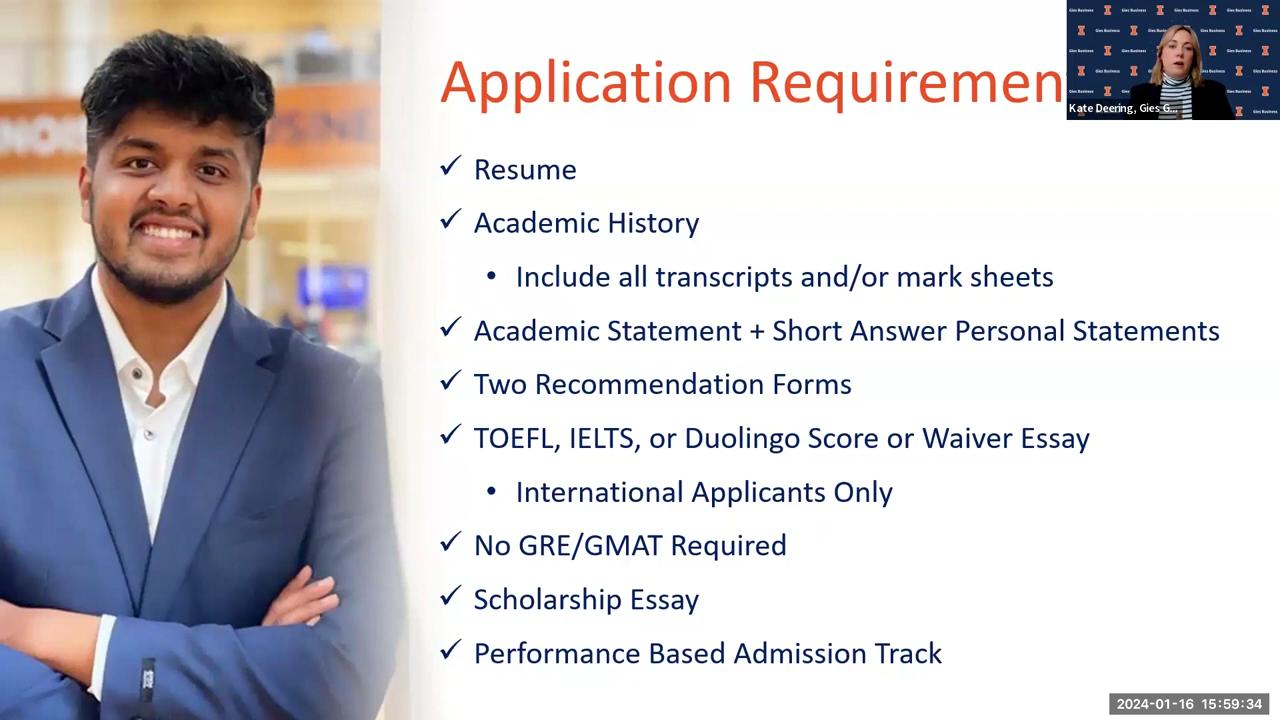 Application Requiremen
Gies Business
Kate Deering, Gies G...
✓ Resume
✓ Academic History
• Include all transcripts and/or mark sheets
✓ Academic Statement + Short Answer Personal Statements
✓ Two Recommendation Forms
✓ TOEFL, IELTS, or Duolingo Score or Waiver Essay
• International Applicants Only
✓ No GRE/GMAT Required
✓ Scholarship Essay
✓ Performance Based Admission Track
2024-01-16 15:59:34